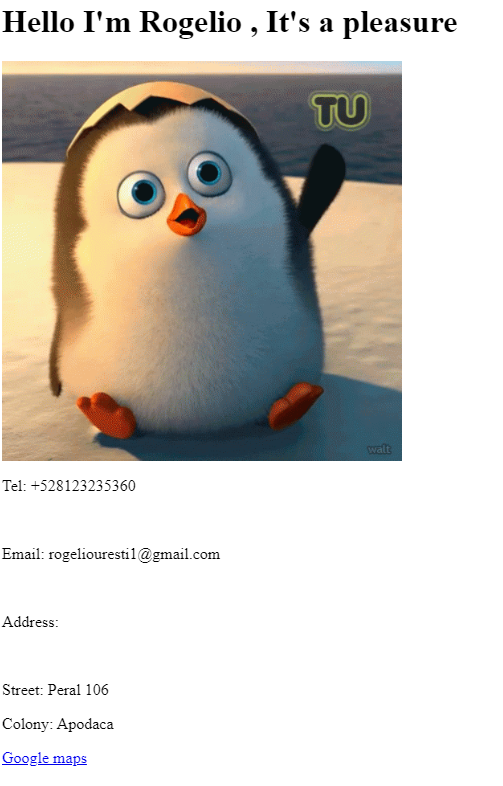 Hello I'm Rogelio , It's a pleasure
TU
walt
Tel: +528123235360
Email: rogeliouresti1@gmail.com
Address:
Street: Peral 106
Colony: Apodaca
Google maps